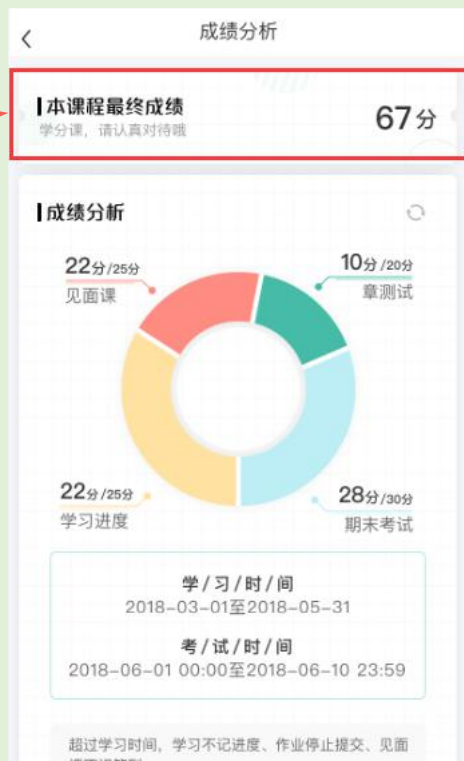 成绩分析
本课程最终成绩
67分
学分课，请认真对待哦
成绩分析
22分/25分
见面课
10分/20分
章测试
22分/25分
学习进度
28分/30分
期末考试
学/习/时/间
2018-03-01至2018-05-31
考/试/时/间
2018-06-01 00:00至2018-06-10 23:59
超过学习时间，学习不记进度、作业停止提交、见面